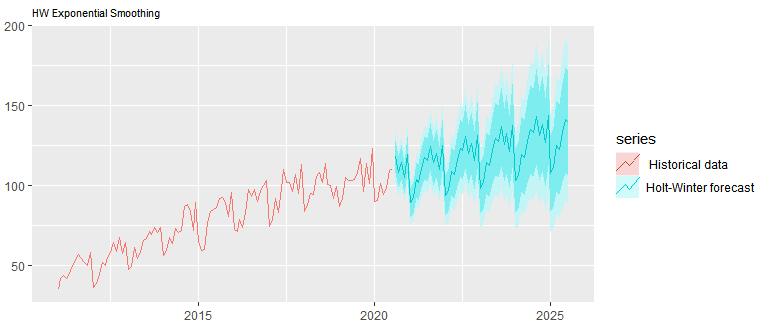 HW Exponential Smoothing
200
150
100
50
2015
2020
2025
series
Historical data
Holt-Winter forecast